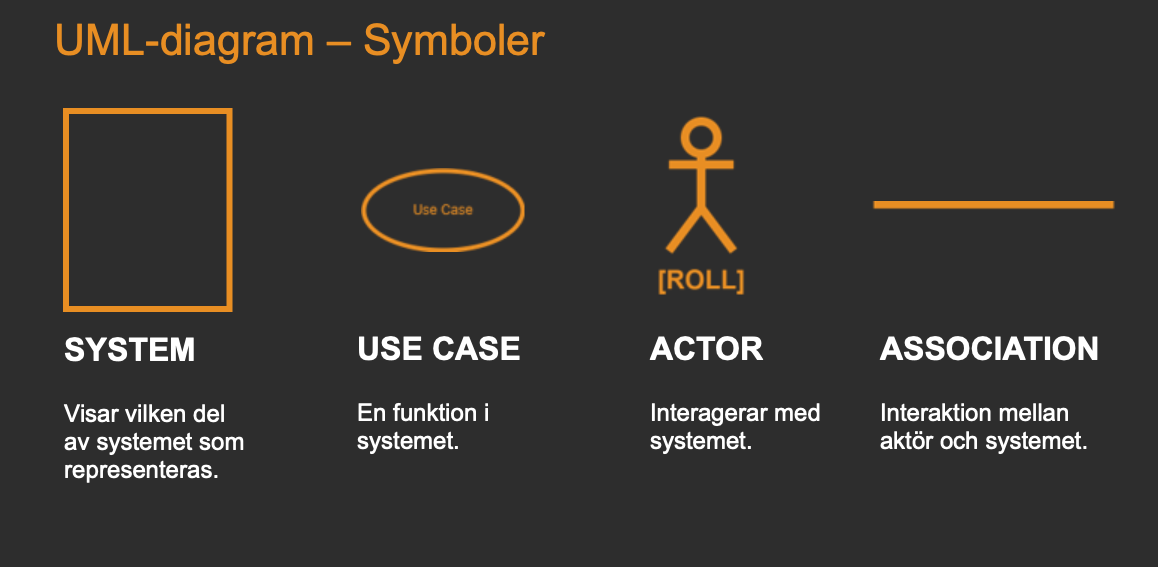 UML-diagram – Symboler
Use Case
[ROLL]
SYSTEM
Visar vilken del
av systemet som
representeras.
USE CASE
En funktion i
systemet.
ACTOR
Interagerar med
systemet.
ASSOCIATION
Interaktion mellan
aktör och systemet.